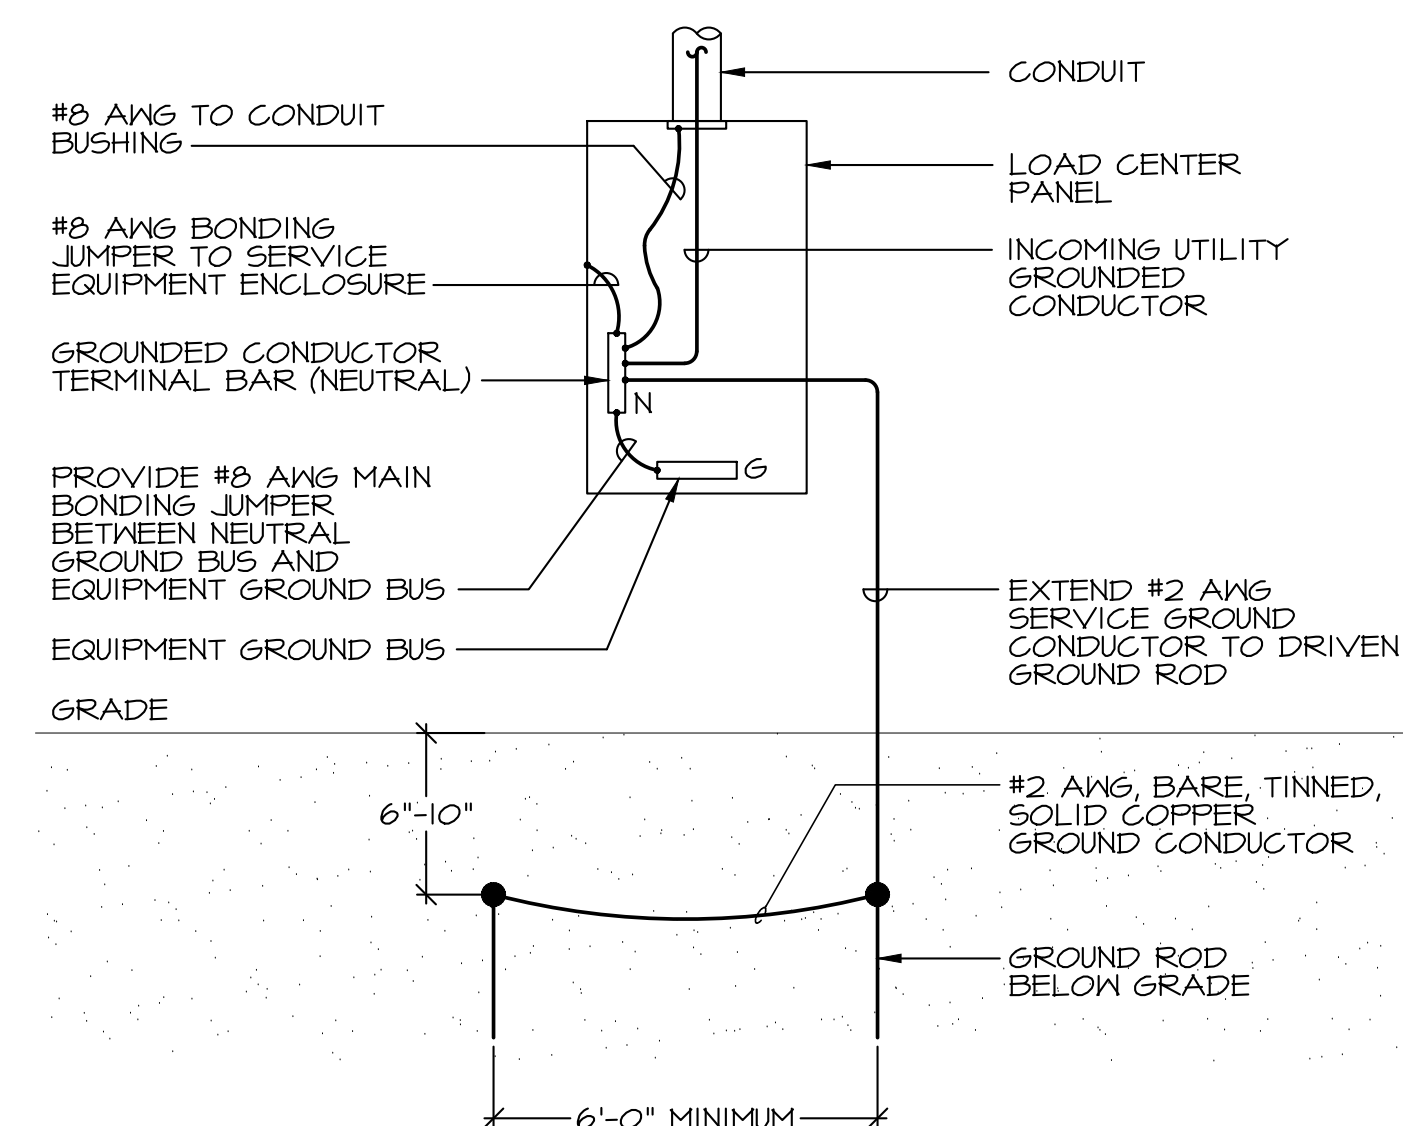 CONDUIT
#8 AWG TO CONDUIT
BUSHING
LOAD CENTER
PANEL
#8 AWG BONDING
JUMPER TO SERVICE
EQUIPMENT ENCLOSURE
INCOMING UTILITY
GROUNDED
CONDUCTOR
GROUNDED CONDUCTOR
TERMINAL BAR (NEUTRAL)
N
G
PROVIDE #8 AWG MAIN
BONDING JUMPER
BETWEEN NEUTRAL
GROUND BUS AND
EQUIPMENT GROUND BUS
EXTEND #2 AWG
SERVICE GROUND
CONDUCTOR TO DRIVEN
GROUND ROD
EQUIPMENT GROUND BUS
GRADE
6"-10"
#2 AWG, BARE, TINNED,
SOLID COPPER
GROUND CONDUCTOR
GROUND ROD
BELOW GRADE
6'-0" MINIMUM